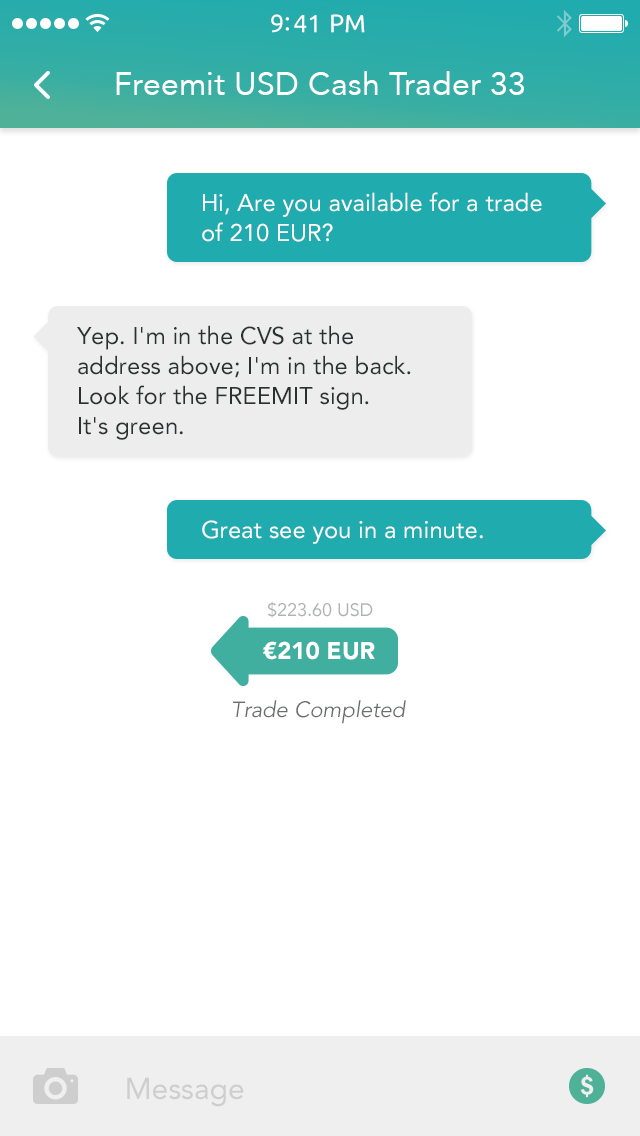 9:41 PM
Freemit USD Cash Trader 33
Hi, Are you available for a trade
of 210 EUR?
Yep. I'm in the CVS at the
address above; I'm in the back.
Look for the FREEMIT sign.
It's green.
Great see you in a minute.
$223.60 USD
€210 EUR
Trade Completed
Message
$